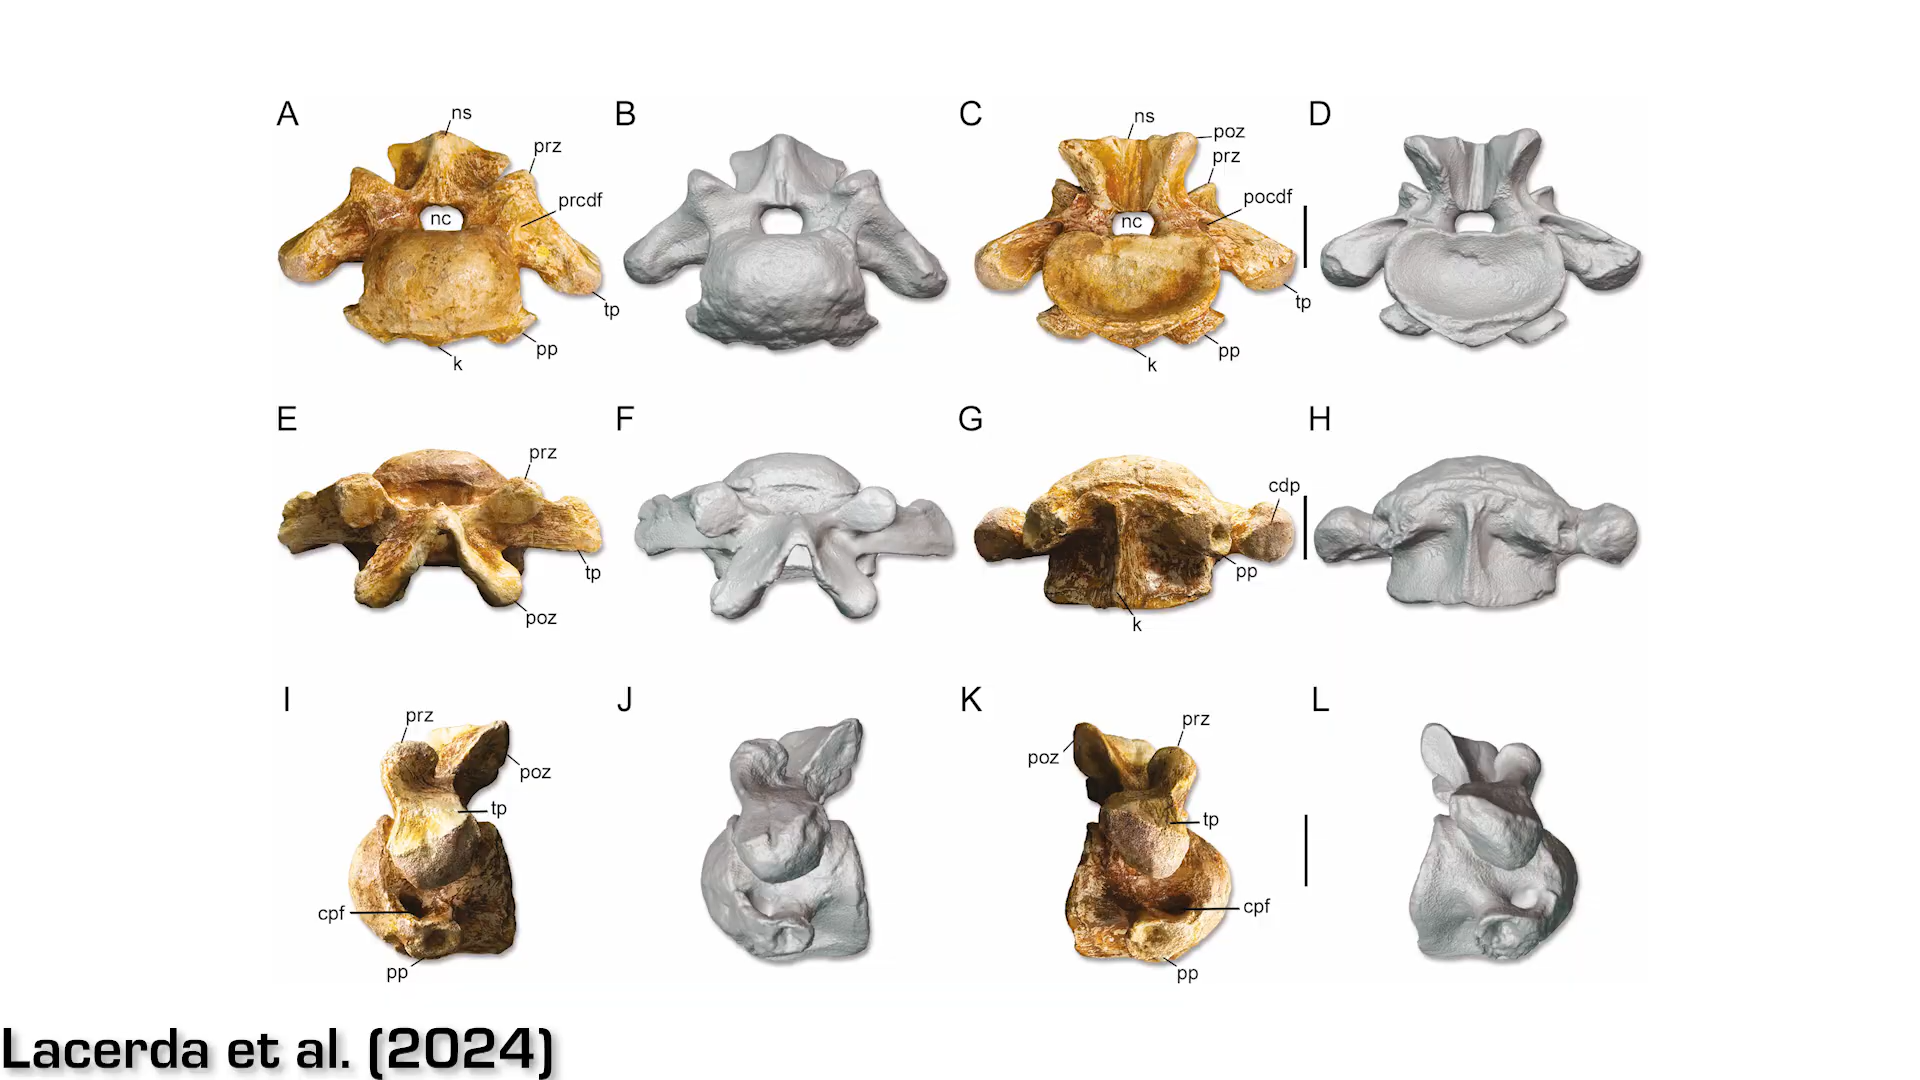 A B C D
ns
prz
prcdf
nc
tp
pp
k
ns
poz
prz
pocdf
nc
tp
pp
k
E F G H
prz
tp
poz
cdp
pp
k
I J K L
prz
poz
tp
cpf
pp
prz
poz
tp
cpf
pp
Lacerda et al. (2024)